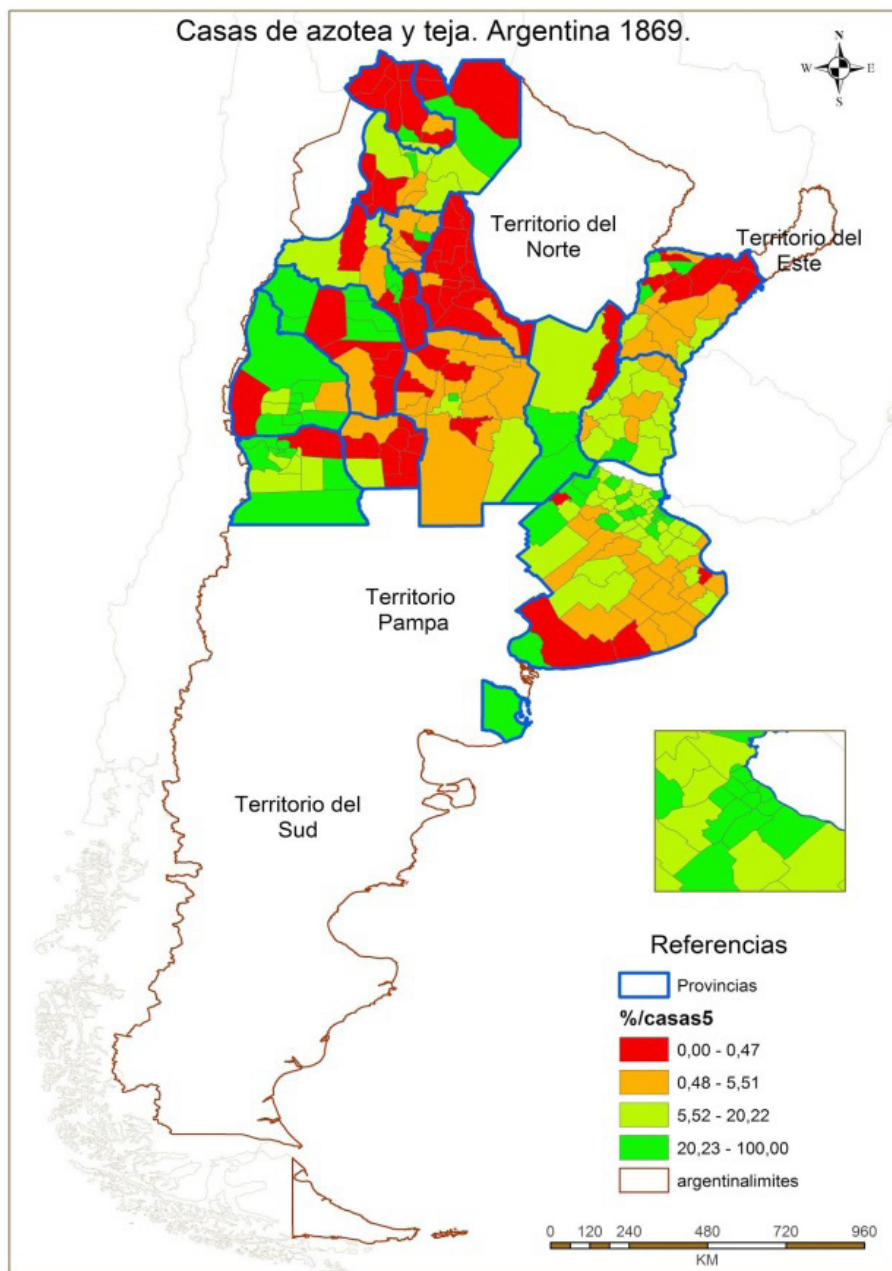 Casas de azotea y teja. Argentina 1869.
N
W E
S
Territorio del
Norte
Territorio del
Este
Territorio
Pampa
Territorio del
Sud
Referencias
Provincias
%/casas5
0,00 - 0,47
0,48 - 5,51
5,52 - 20,22
20,23 - 100,00
argentinalimites
0 120 240 480 720 960
KM